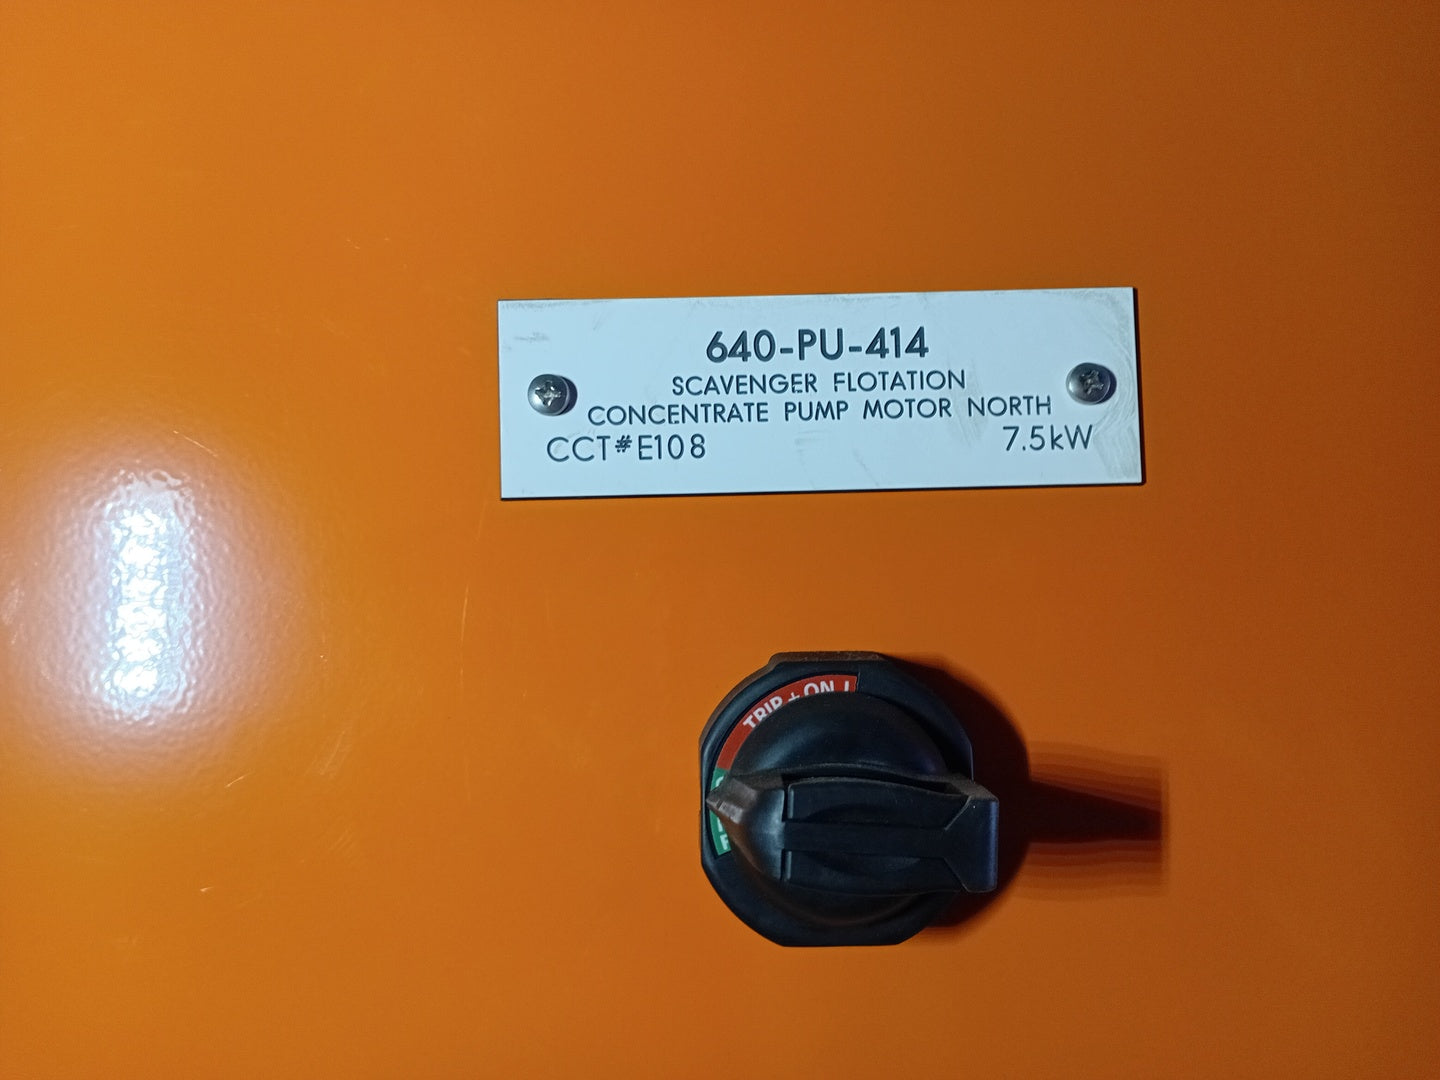 640-PU-414
SCAVENGER FLOTATION
CONCENTRATE PUMP MOTOR NORTH
CCT#E108 7.5kW
TRIP + ON I